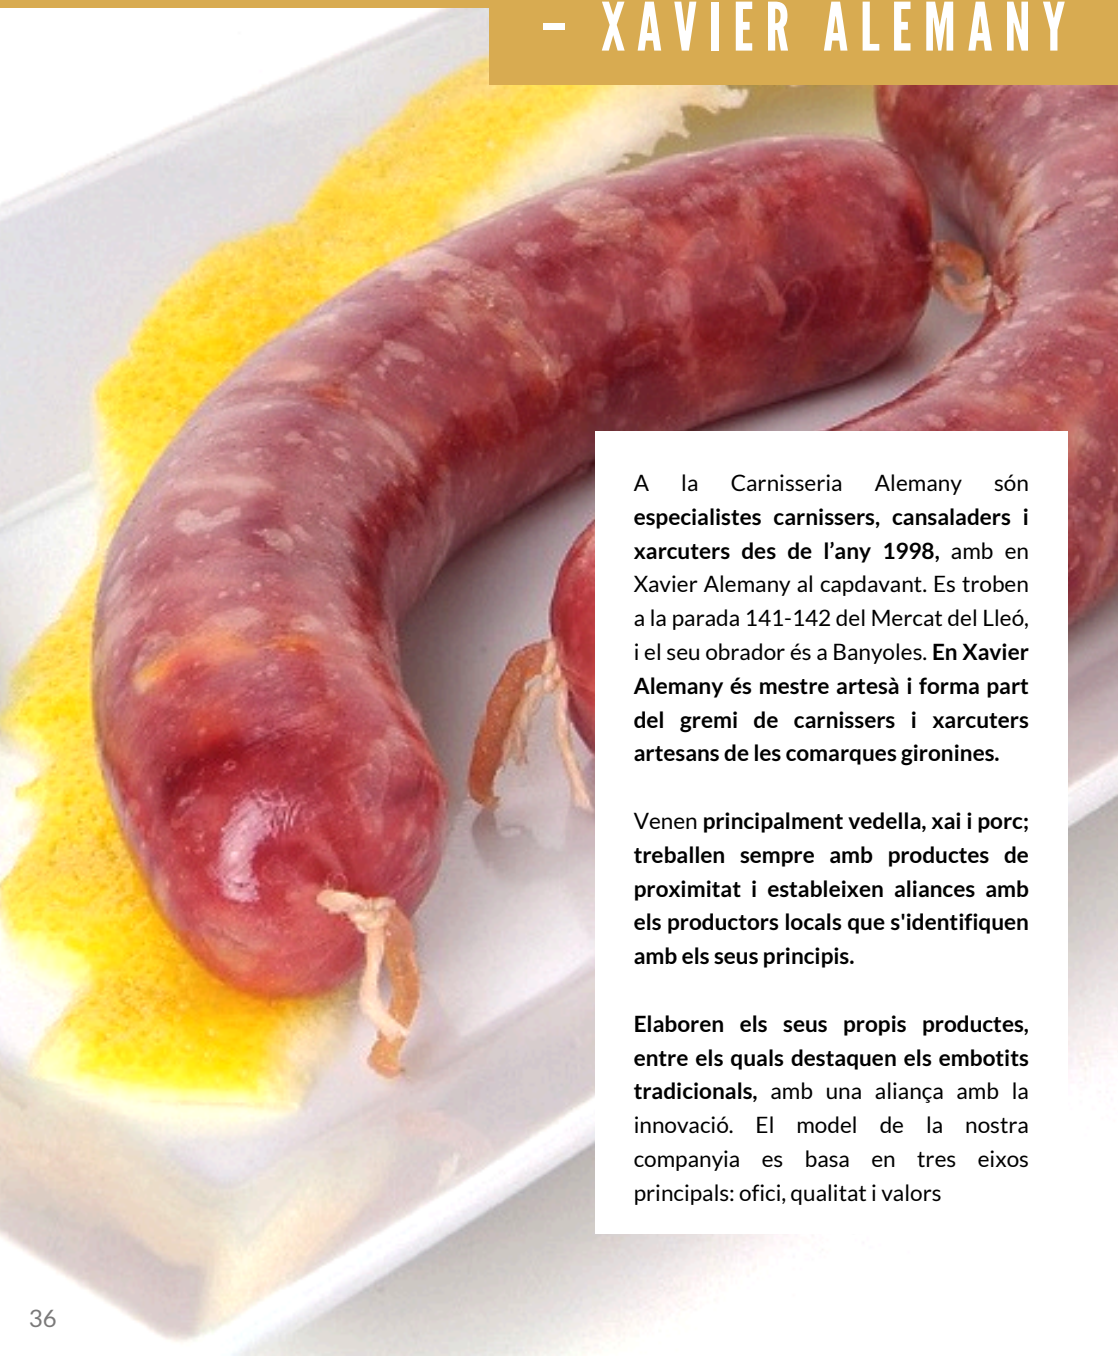 – XAVIER ALEMANY
A la Carnisseria Alemany són
especialistes carnissers, cansaladers i
xarcuters des de l’any 1998, amb en
Xavier Alemany al capdavant. Es troben
a la parada 141-142 del Mercat del Lleó,
i el seu obrador és a Banyoles. En Xavier
Alemany és mestre artesà i forma part
del gremi de carnissers i xarcuters
artesans de les comarques gironines.
Venen principalment vedella, xai i porc;
treballen sempre amb productes de
proximitat i estableixen aliances amb
els productors locals que s'identifiquen
amb els seus principis.
Elaboren els seus propis productes,
entre els quals destaquen els embotits
tradicionals, amb una aliança amb la
innovació. El model de la nostra
companyia es basa en tres eixos
principals: ofici, qualitat i valors
36